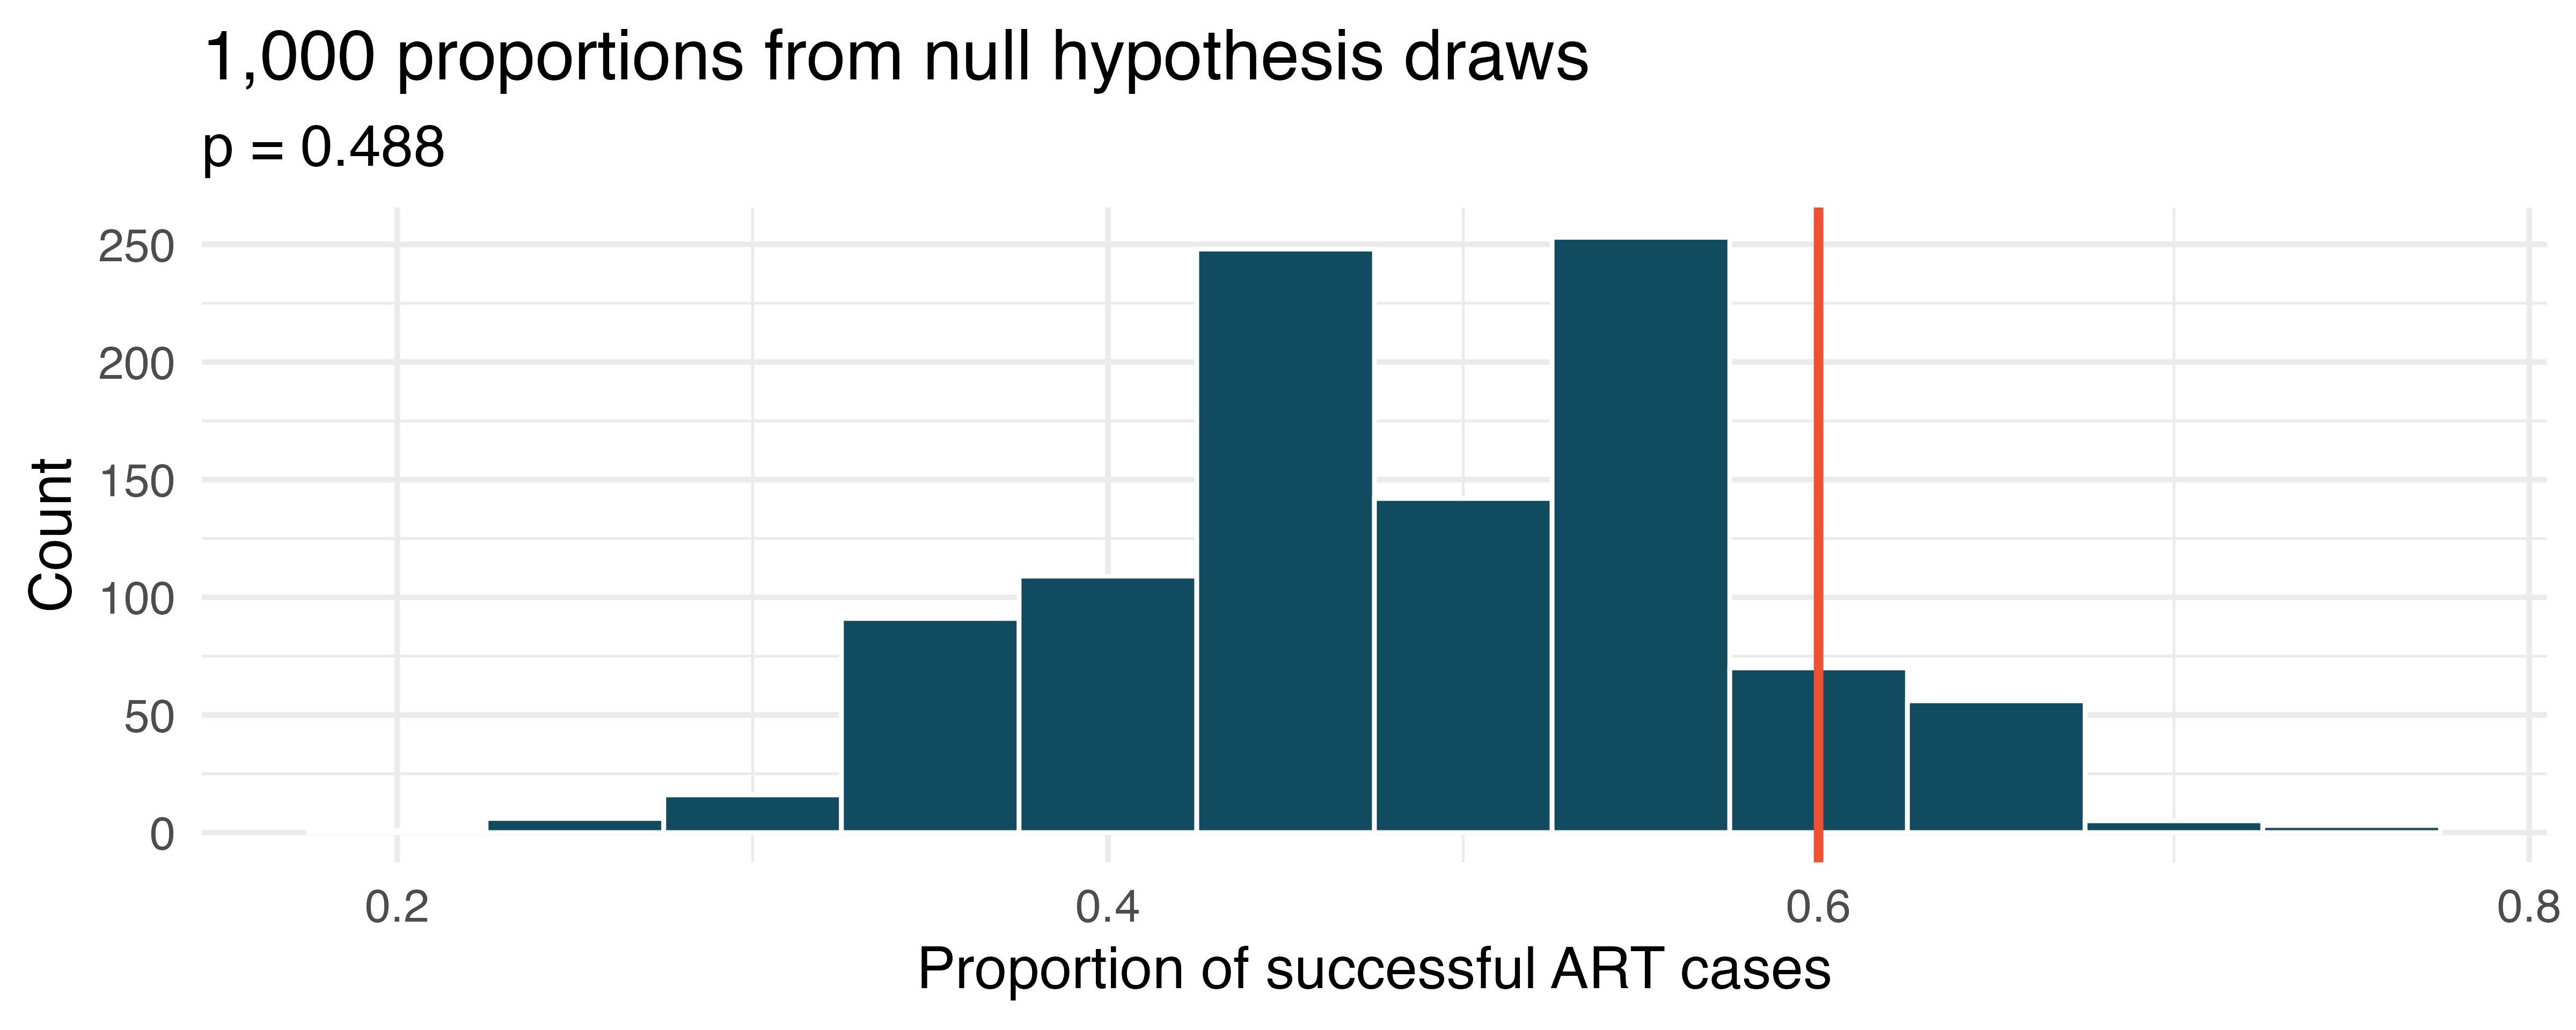 1,000 proportions from null hypothesis draws
p = 0.488
250
200
150
100
50
0
Count
0.2 0.4 0.6 0.8
Proportion of successful ART cases